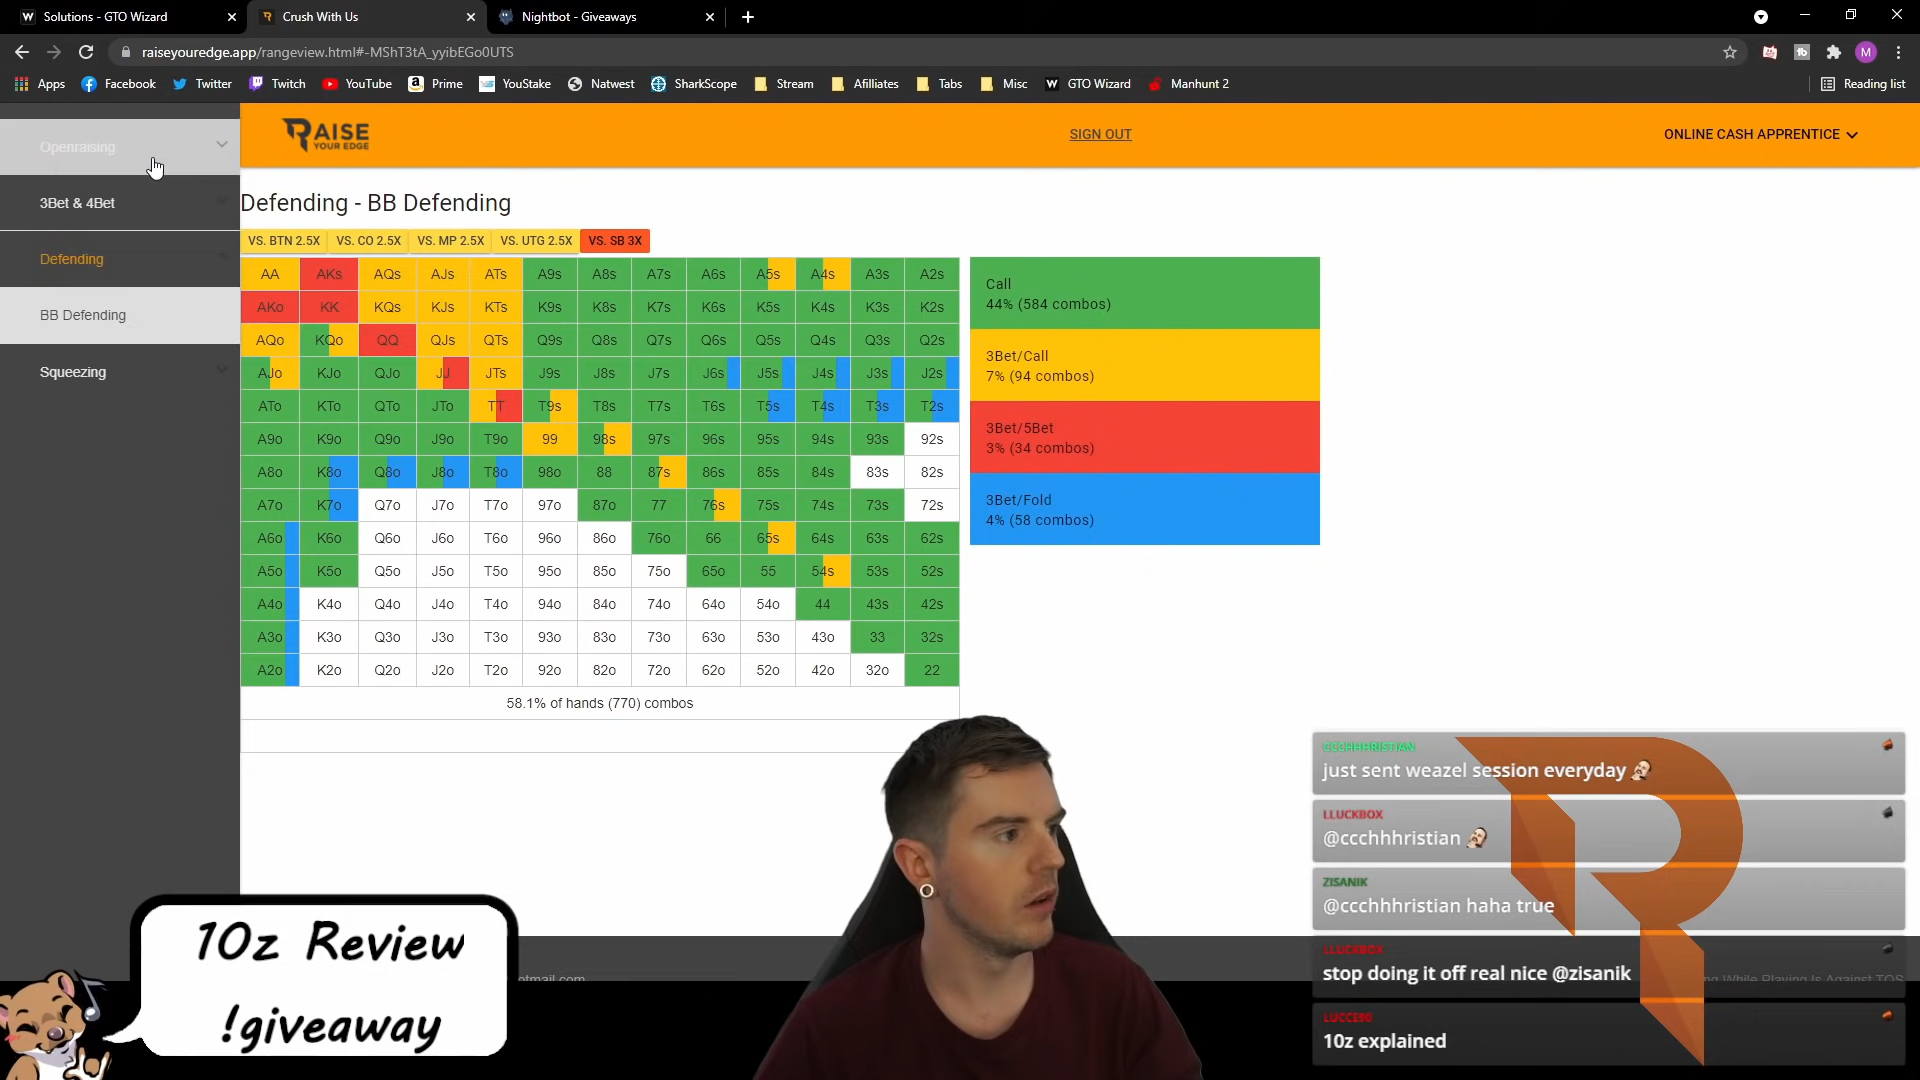 Solutions - GTO Wizard
Crush With Us
Nightbot - Giveaways
raiseyouredge.app/rangeview.html#-MShT3tA_yyibEGo0UTS
M
Apps Facebook Twitter Twitch YouTube Prime YouStake Natwest SharkScope Stream Afilliates Tabs Misc GTO Wizard Manhunt 2 Reading list
RAISE
YOUR EDGE
SIGN OUT
ONLINE CASH APPRENTICE
Openraising
3Bet & 4Bet
Defending
BB Defending
Squeezing
Defending - BB Defending
VS. BTN 2.5X VS. CO 2.5X VS. MP 2.5X VS. UTG 2.5X VS. SB 3X
AA AKs AQs AJs ATs A9s A8s A7s A6s A5s A4s A3s A2s
AKo KK KQs KJs KTs K9s K8s K7s K6s K5s K4s K3s K2s
AQo KQo QQ QJs QTs Q9s Q8s Q7s Q6s Q5s Q4s Q3s Q2s
AJo KJo QJo JJ JTs J9s J8s J7s J6s J5s J4s J3s J2s
ATo KTo QTo JTo TT T9s T8s T7s T6s T5s T4s T3s T2s
A9o K9o Q9o J9o T9o 99 98s 97s 96s 95s 94s 93s 92s
A8o K8o Q8o J8o T8o 98o 88 87s 86s 85s 84s 83s 82s
A7o K7o Q7o J7o T7o 97o 87o 77 76s 75s 74s 73s 72s
A6o K6o Q6o J6o T6o 96o 86o 76o 66 65s 64s 63s 62s
A5o K5o Q5o J5o T5o 95o 85o 75o 65o 55 54s 53s 52s
A4o K4o Q4o J4o T4o 94o 84o 74o 64o 54o 44 43s 42s
A3o K3o Q3o J3o T3o 93o 83o 73o 63o 53o 43o 33 32s
A2o K2o Q2o J2o T2o 92o 82o 72o 62o 52o 42o 32o 22
58.1% of hands (770) combos
Call
44% (584 combos)
3Bet/Call
7% (94 combos)
3Bet/5Bet
3% (34 combos)
3Bet/Fold
4% (58 combos)
CCCHHHRISTIAN
just sent weazel session everyday
LLUCKBOX
@ccchhhristian
ZISANIK
@ccchhhristian haha true
LLUCKBOX
stop doing it off real nice @zisanik
LUCCE90
10z explained
10z Review
!giveaway
otmail.com
ng While Playing Is Against TOS